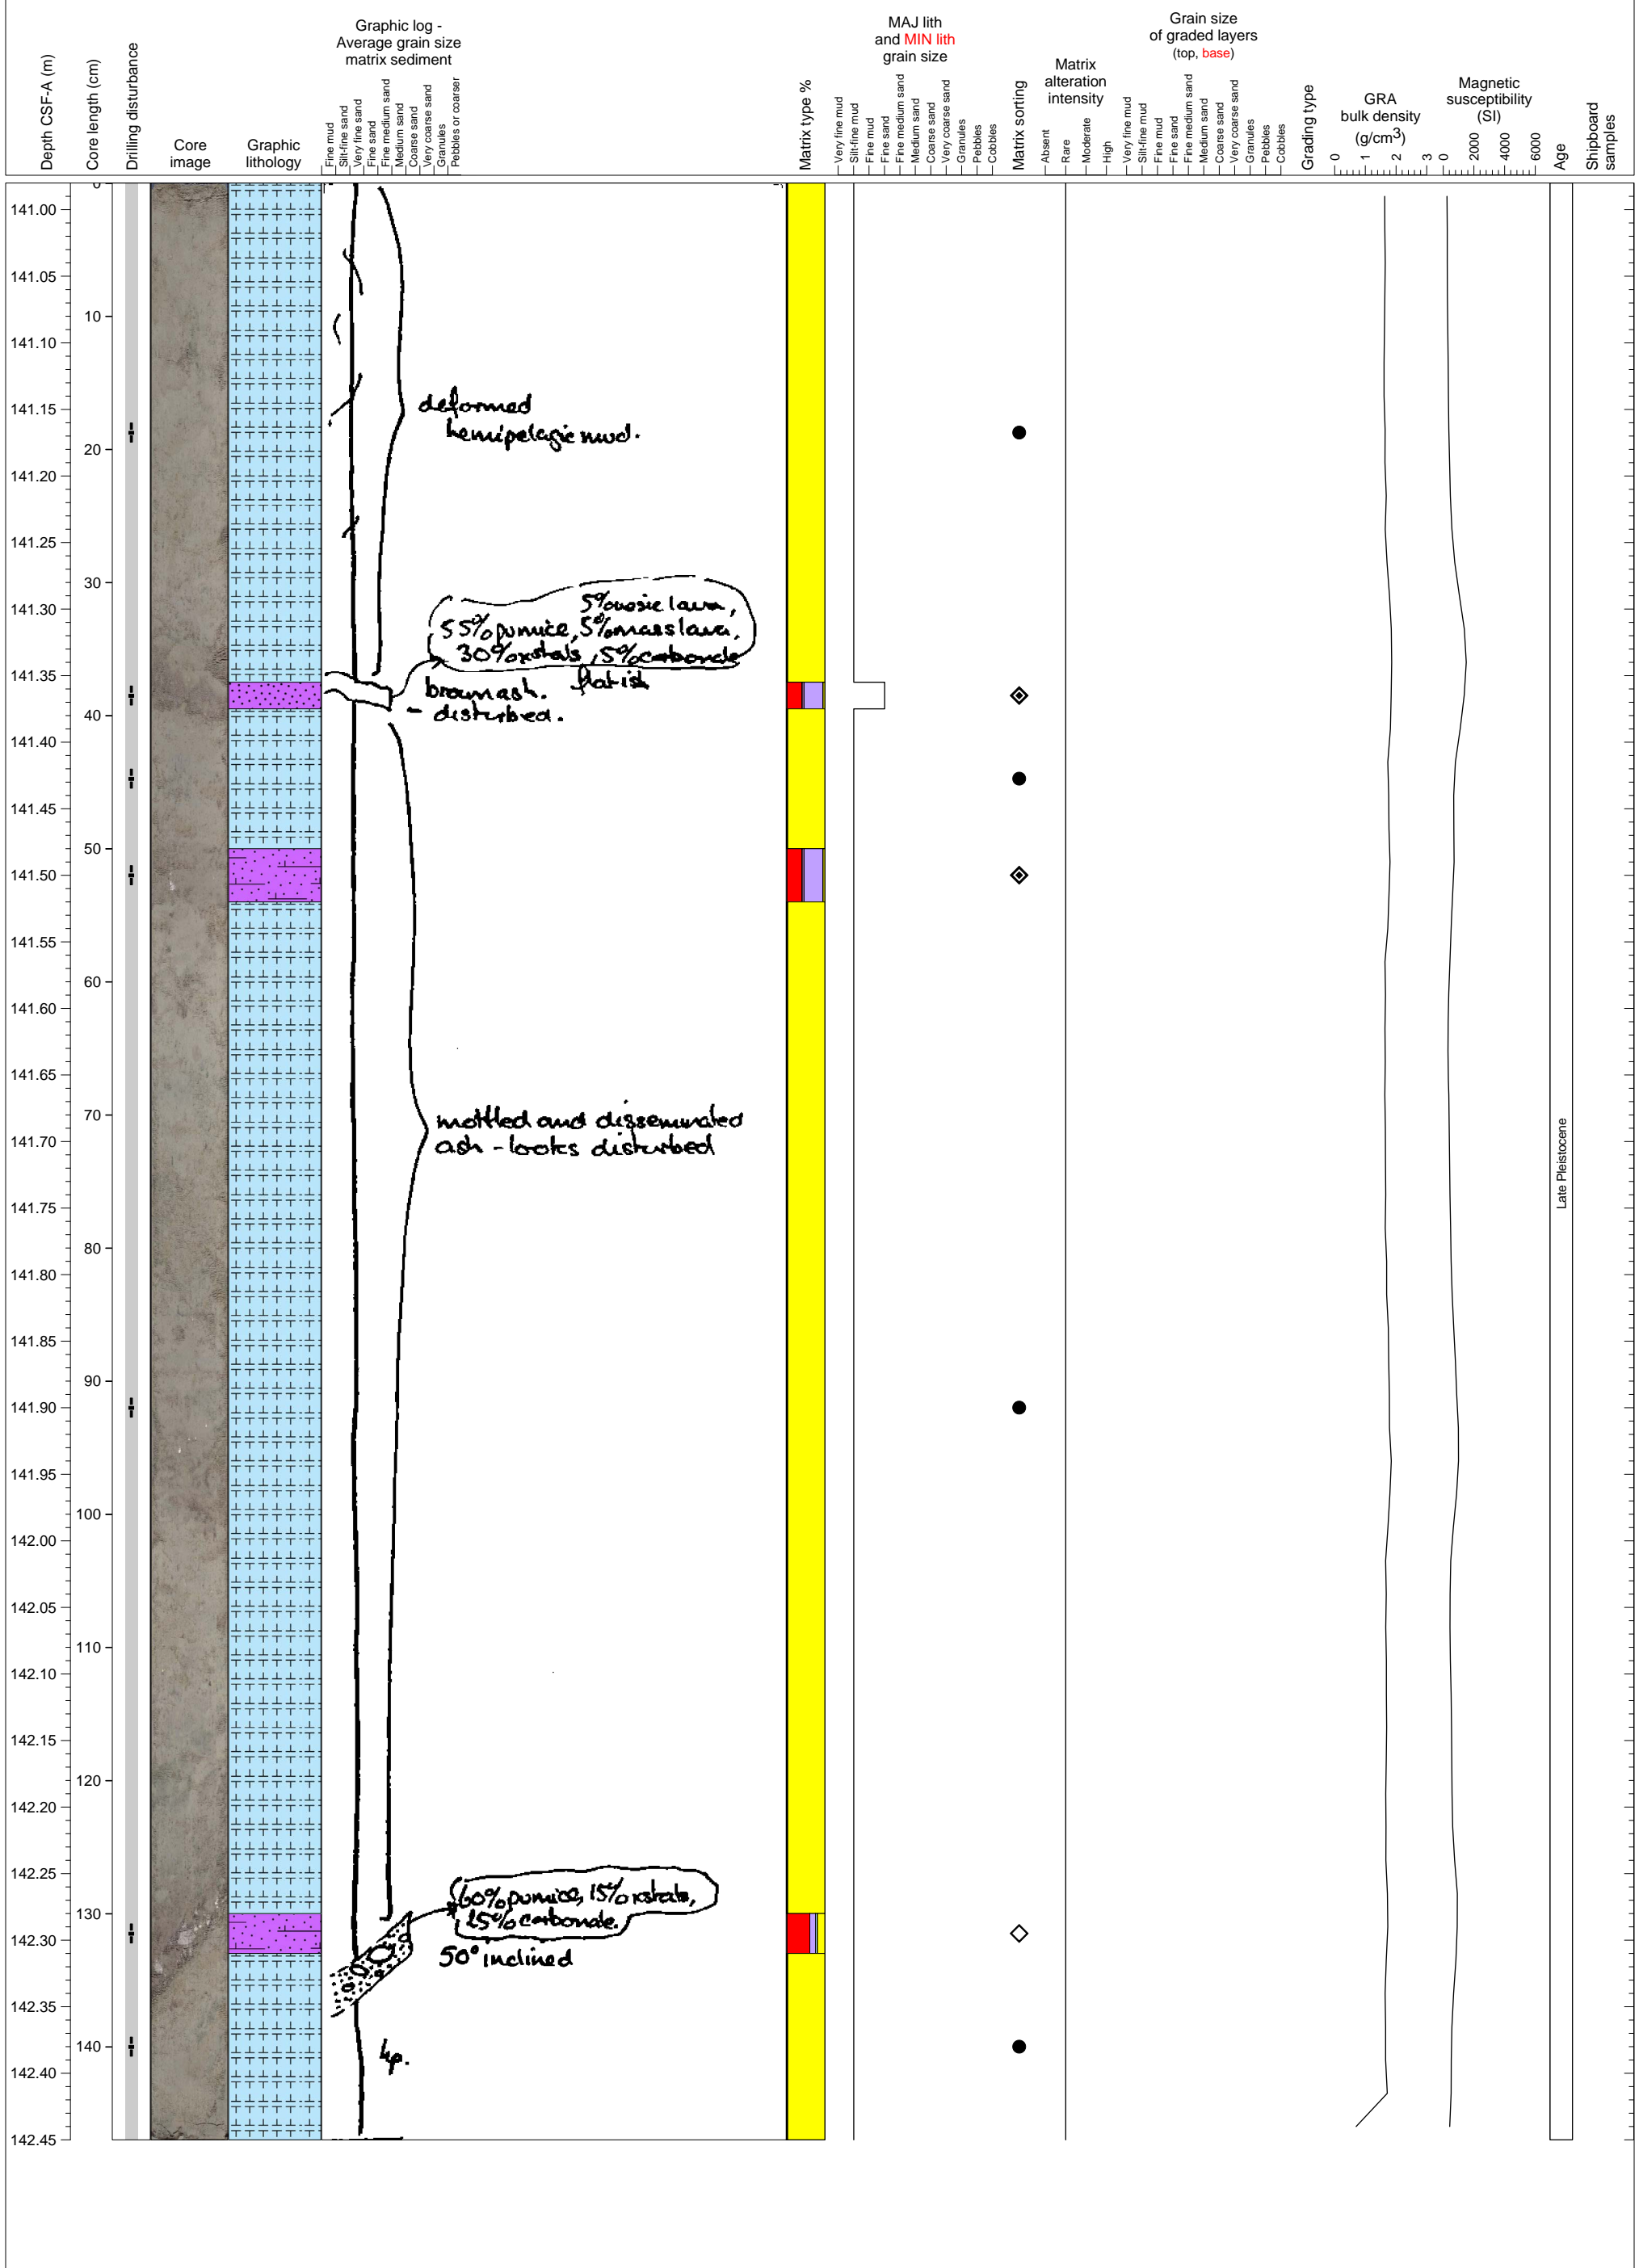 Depth CSF-A (m)
Core length (cm)
Drilling disturbance
Core
image
Graphic
lithology
Graphic log -
Average grain size
matrix sediment
Fine mud
Silt-fine sand
Very fine sand
Fine sand
Fine medium sand
Medium sand
Coarse sand
Very coarse sand
Granules
Pebbles or coarser
Matrix type %
MAJ lith
and MIN lith
grain size
Very fine mud
Silt-fine mud
Fine mud
Fine sand
Fine medium sand
Medium sand
Coarse sand
Very coarse sand
Granules
Pebbles
Cobbles
Matrix sorting
Matrix
alteration
intensity
Absent
Rare
Moderate
High
Grain size
of graded layers
(top, base)
Very fine mud
Silt-fine mud
Fine mud
Fine sand
Fine medium sand
Medium sand
Coarse sand
Very coarse sand
Granules
Pebbles
Cobbles
Grading type
GRA
bulk density
(g/cm3)
0 1 2 3
Magnetic
susceptibility
(SI)
0 2000 4000 6000
Age
Shipboard
samples
0
141.00
141.05
10
141.10
141.15
20
141.20
141.25
30
141.30
141.35
40
141.40
141.45
50
141.50
141.55
60
141.60
141.65
70
141.70
141.75
80
141.80
141.85
90
141.90
141.95
100
142.00
142.05
110
142.10
142.15
120
142.20
142.25
130
142.30
142.35
140
142.40
142.45
deformed
hemipelagic mud.
5% lava,
55% pumice, 5% lava,
30% xstals, 5% carbonate
flatish
brown ash.
- disturbed.
mottled and disseminated
ash - looks disturbed
60% pumice, 15% xstals,
25% carbonate.
50° inclined
hp.
Late Pleistocene